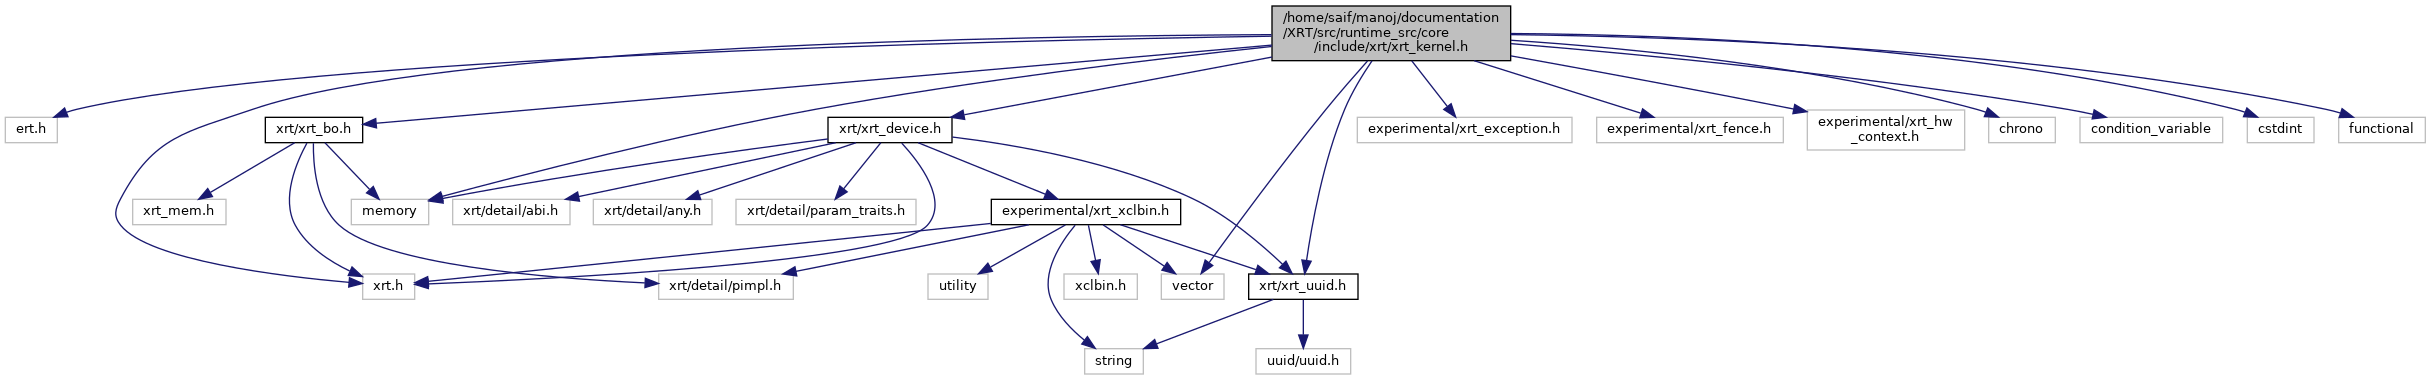 /home/saif/manoj/documentation
/XRT/src/runtime_src/core
/include/xrt/xrt_kernel.h
ert.h
xrt/xrt_bo.h
xrt/xrt_device.h
experimental/xrt_exception.h
experimental/xrt_fence.h
experimental/xrt_hw
_context.h
chrono
condition_variable
cstdint
functional
xrt_mem.h
memory
xrt/detail/abi.h
xrt/detail/any.h
xrt/detail/param_traits.h
experimental/xrt_xclbin.h
xrt.h
xrt/detail/pimpl.h
utility
xclbin.h
vector
xrt/xrt_uuid.h
string
uuid/uuid.h